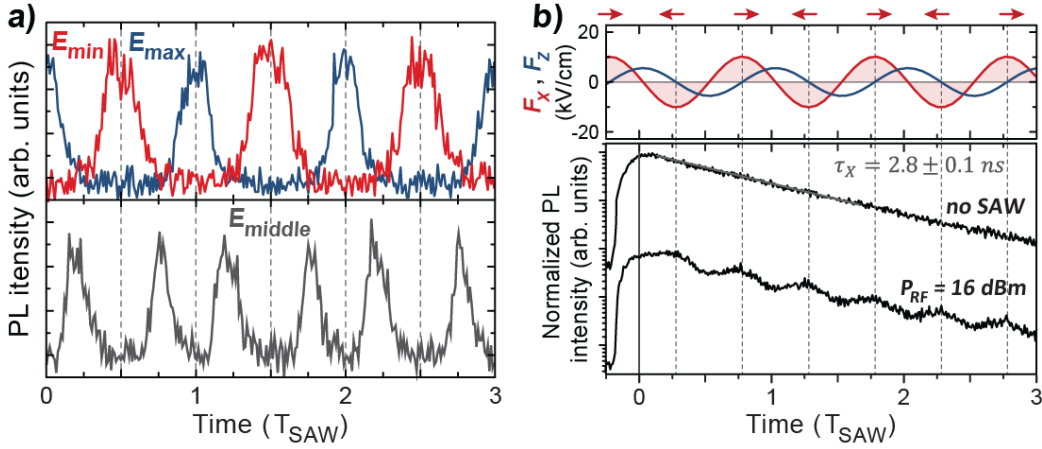 a)
E_min
E_max
PL itensity (arb. units)
E_middle
0
1
2
3
Time (T_SAW)
b)
F_X, F_Z
(kV/cm)
20
0
-20
Normalized PL
intensity (arb. units)
τ_X = 2.8 ± 0.1 ns
no SAW
P_RF = 16 dBm
0
1
2
3
Time (T_SAW)